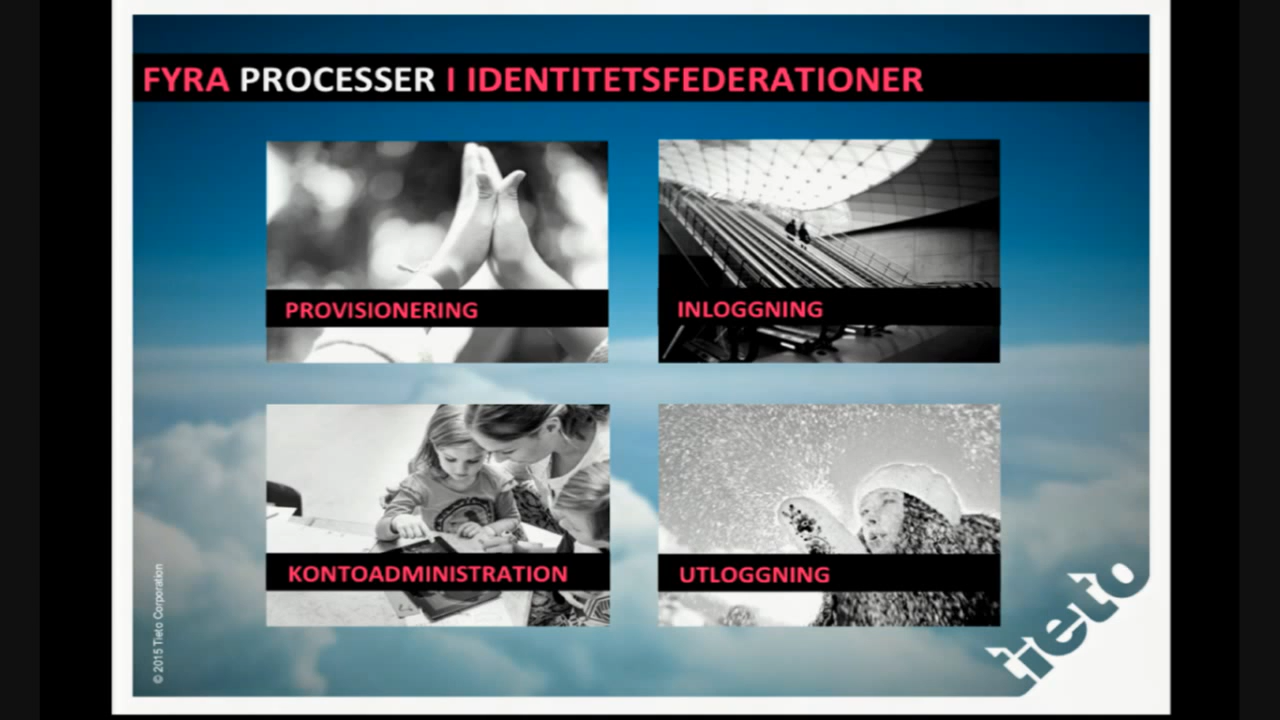 FYRA PROCESSER I IDENTITETSFEDERATIONER
PROVISIONERING
INLOGGNING
KONTOADMINISTRATION
UTLOGGNING
© 2015 Tieto Corporation
tieto